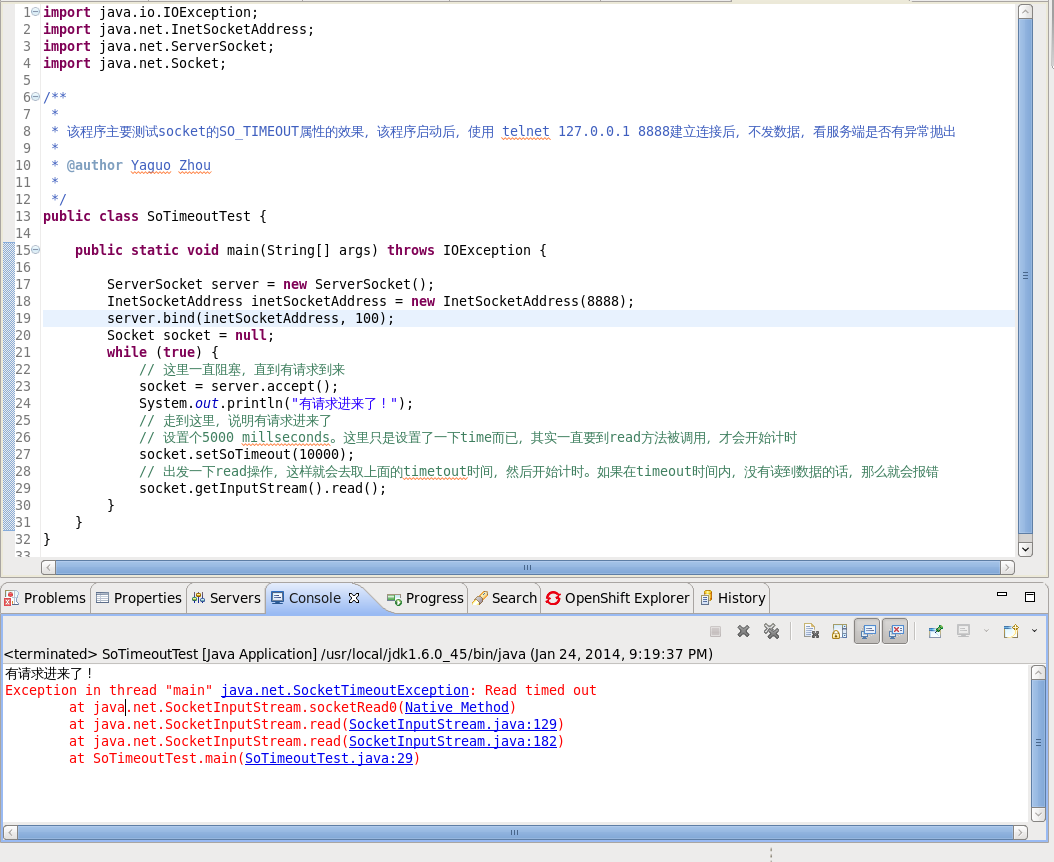 1 import java.io.IOException;
2 import java.net.InetSocketAddress;
3 import java.net.ServerSocket;
4 import java.net.Socket;
5
6 /**
7  *
8  * 该程序主要测试socket的SO_TIMEOUT属性的效果，该程序启动后，使用 telnet 127.0.0.1 8888建立连接后，不发数据，看服务端是否有异常抛出
9  *
10  * @author Yaguo Zhou
11  *
12  */
13 public class SoTimeoutTest {
14
15     public static void main(String[] args) throws IOException {
16
17         ServerSocket server = new ServerSocket();
18         InetSocketAddress inetSocketAddress = new InetSocketAddress(8888);
19         server.bind(inetSocketAddress, 100);
20         Socket socket = null;
21         while (true) {
22             // 这里一直阻塞，直到有请求到来
23             socket = server.accept();
24             System.out.println("有请求进来了！");
25             // 走到这里，说明有请求进来了
26             // 设置个5000 millseconds。这里只是设置了一下time而已，其实一直要到read方法被调用，才会开始计时
27             socket.setSoTimeout(10000);
28             // 出发一下read操作，这样就会去取上面的timetout时间，然后开始计时。如果在timeout时间内，没有读到数据的话，那么就会报错
29             socket.getInputStream().read();
30         }
31     }
32 }
33
Problems Properties Servers Console Progress Search OpenShift Explorer History
<terminated> SoTimeoutTest [Java Application] /usr/local/jdk1.6.0_45/bin/java (Jan 24, 2014, 9:19:37 PM)
有请求进来了！
Exception in thread "main" java.net.SocketTimeoutException: Read timed out
        at java.net.SocketInputStream.socketRead0(Native Method)
        at java.net.SocketInputStream.read(SocketInputStream.java:129)
        at java.net.SocketInputStream.read(SocketInputStream.java:182)
        at SoTimeoutTest.main(SoTimeoutTest.java:29)